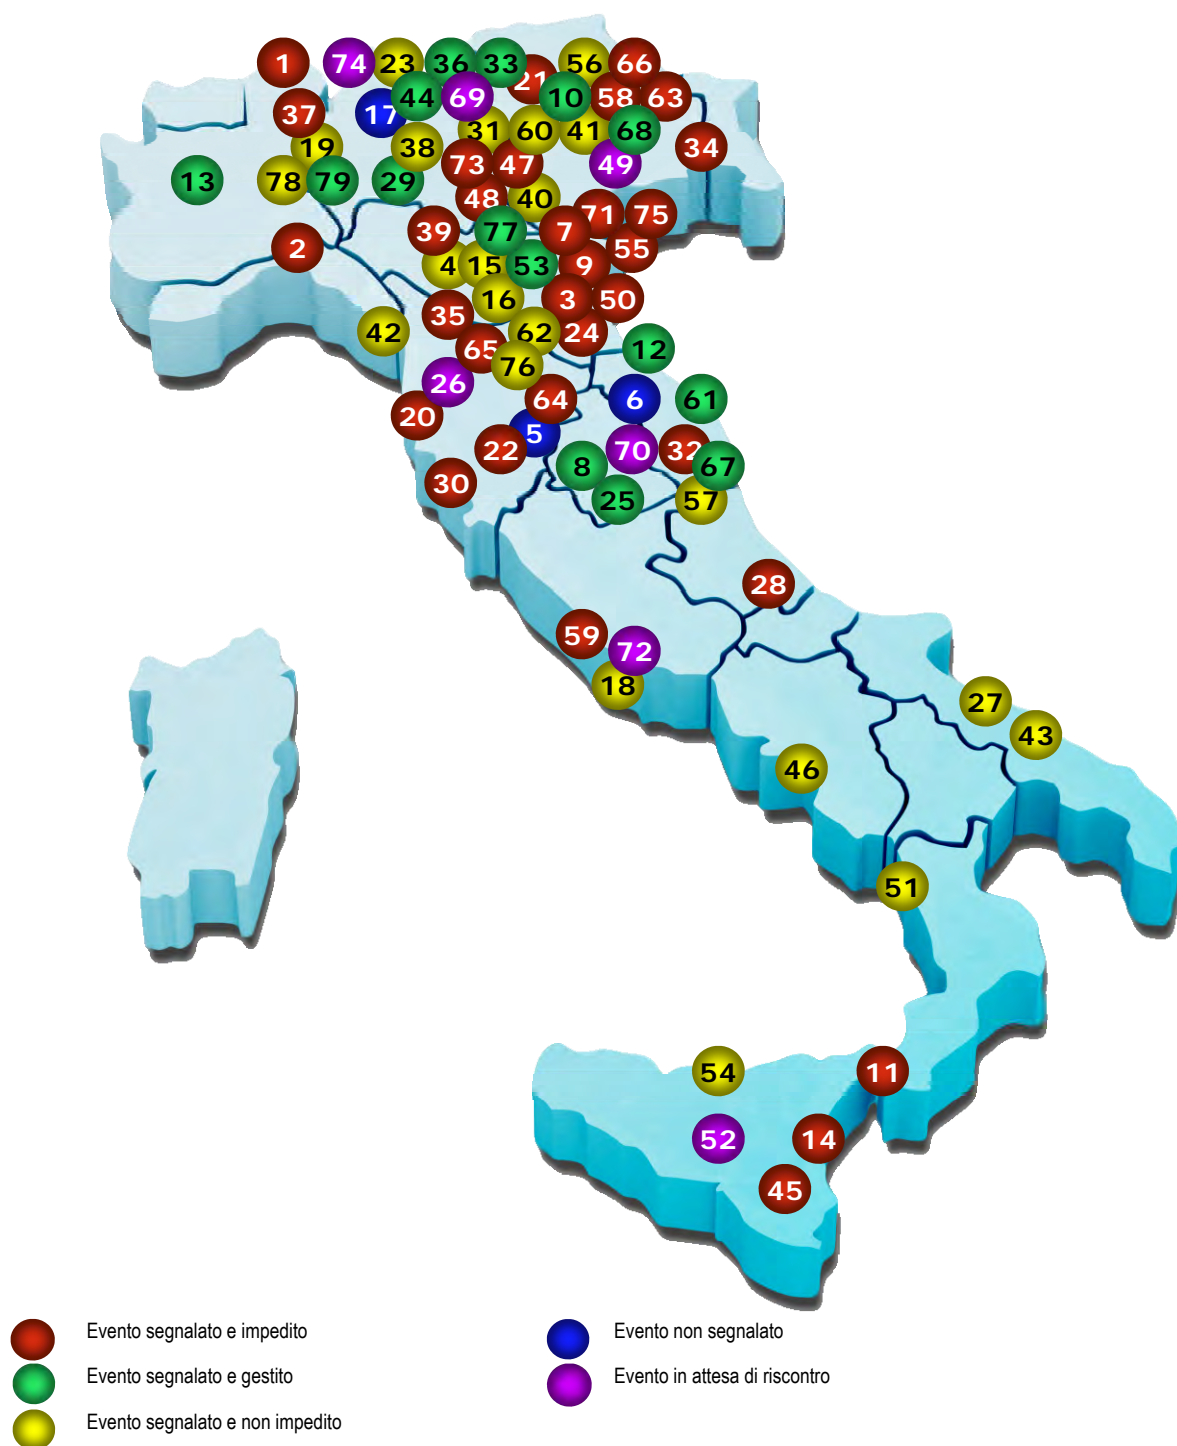 1 74 23 36 33 21 56 66
37 17 44 69 10 58 63
19 38 31 60 41 68 34
13 78 79 29 73 47 49
48 40 71 75
2 39 77 7 55
4 15 53 9
16 3 50
42 35 62 24
65 76 12
26 64 6 61
20 5
22 8 70 32 67
30 25 57
28
59 72
18 27
43
46
51
54 11
52 14
45
Evento segnalato e impedito
Evento segnalato e gestito
Evento segnalato e non impedito
Evento non segnalato
Evento in attesa di riscontro